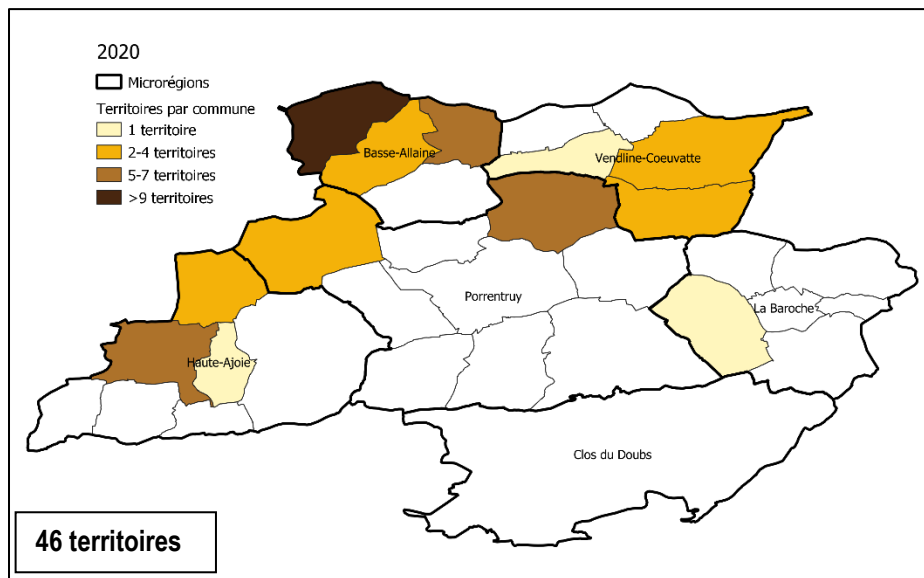 2020
Microrégions
Territoires par commune
1 territoire
2-4 territoires
5-7 territoires
>9 territoires
Basse-Allaine
Vendline-Coeuvatte
Porrentruy
La Baroche
Haute-Ajoie
Clos du Doubs
46 territoires